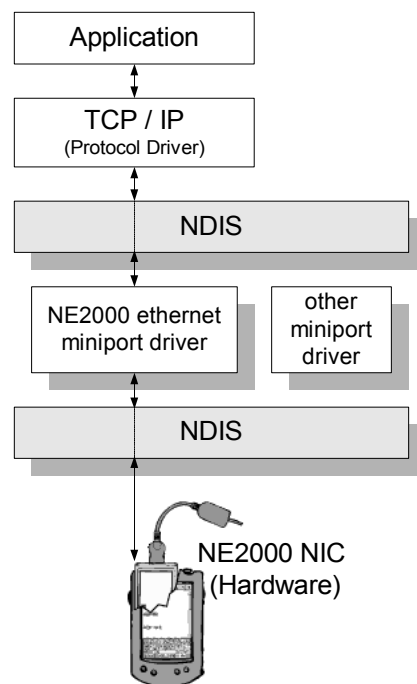 Application
TCP / IP
(Protocol Driver)
NDIS
NE2000 ethernet
miniport driver
other
miniport
driver
NDIS
NE2000 NIC
(Hardware)